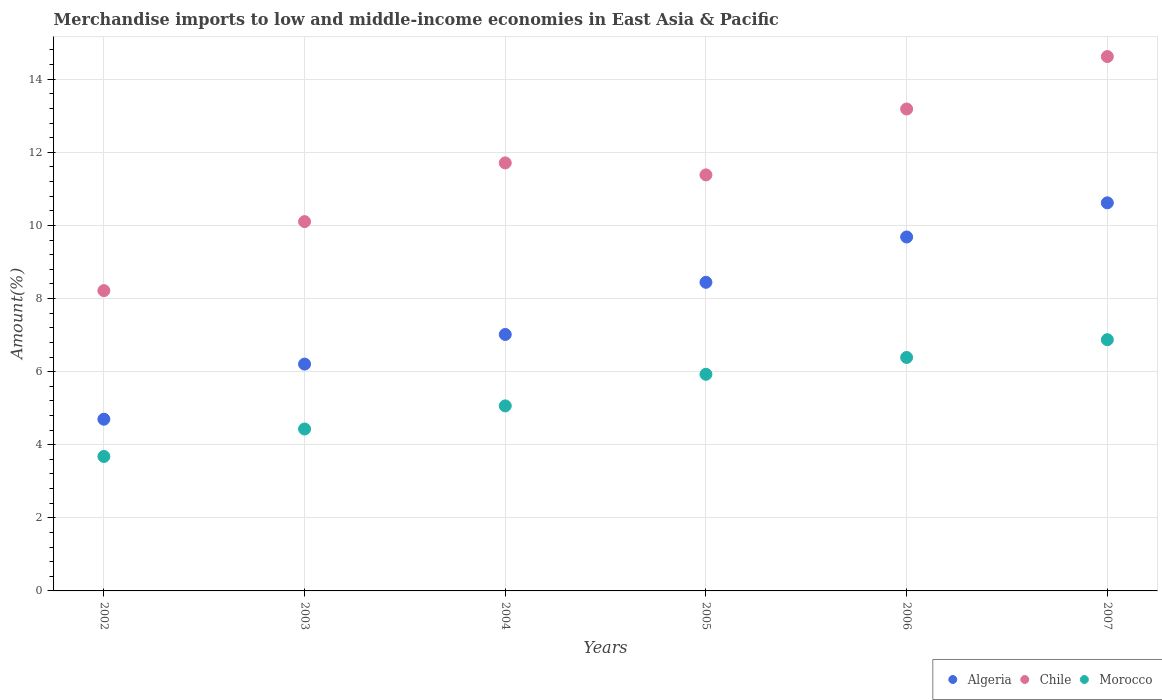 Merchandise imports to low and middle-income economies in East Asia & Pacific
Amount(%)
14
12
10
8
6
4
2
0
2002
2003
2004
2005
2006
2007
Years
Algeria
Chile
Morocco